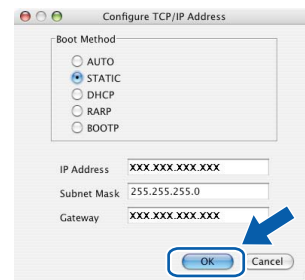 Configure TCP/IP Address
Boot Method
AUTO
STATIC
DHCP
RARP
BOOTP
IP Address XXX.XXX.XXX.XXX
Subnet Mask 255.255.255.0
Gateway XXX.XXX.XXX.XXX
OK Cancel